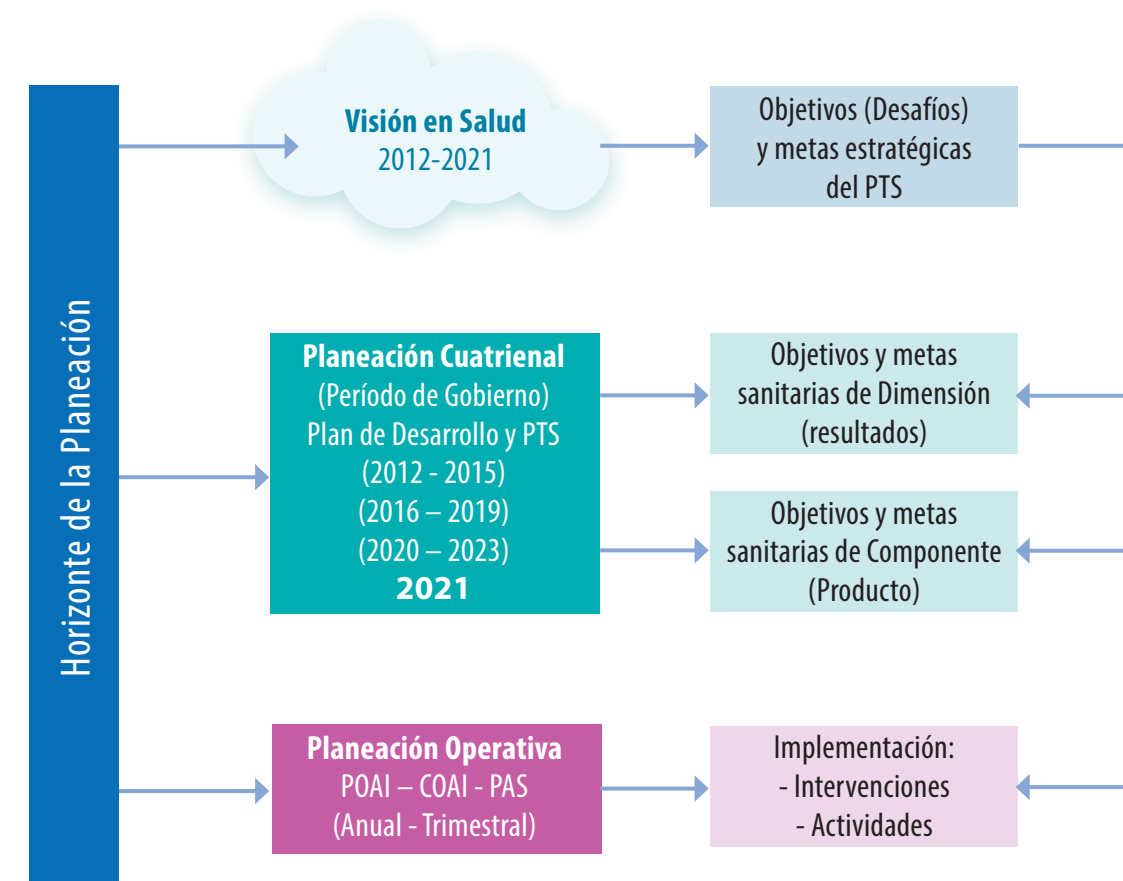 Horizonte de la Planeación
Visión en Salud
2012-2021
Objetivos (Desafíos)
y metas estratégicas
del PTS
Planeación Cuatrienal
(Período de Gobierno)
Plan de Desarrollo y PTS
(2012 - 2015)
(2016 – 2019)
(2020 – 2023)
2021
Objetivos y metas
sanitarias de Dimensión
(resultados)
Objetivos y metas
sanitarias de Componente
(Producto)
Planeación Operativa
POAI – COAI - PAS
(Anual - Trimestral)
Implementación:
- Intervenciones
- Actividades